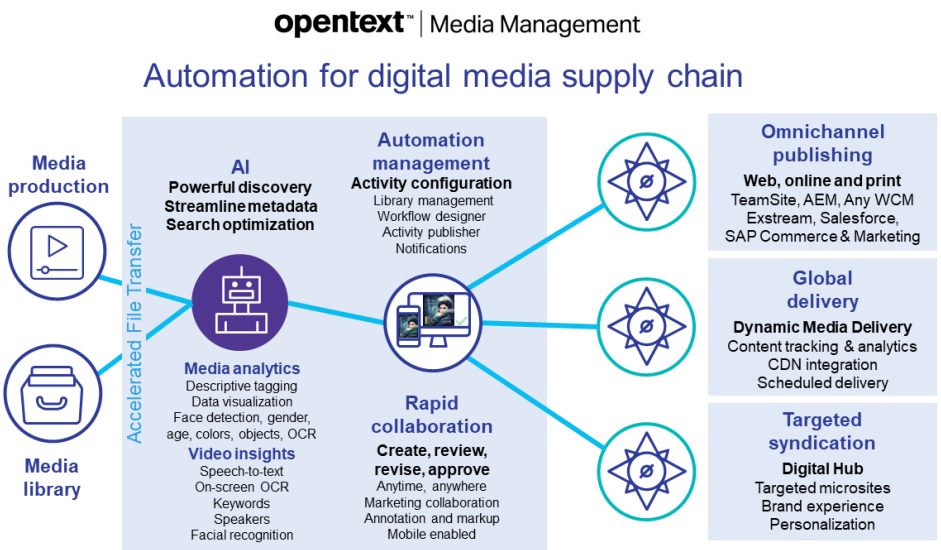 opentext™ | Media Management
Automation for digital media supply chain
Media
production
Media
library
Accelerated File Transfer
AI
Powerful discovery
Streamline metadata
Search optimization
Media analytics
Descriptive tagging
Data visualization
Face detection, gender,
age, colors, objects, OCR
Video insights
Speech-to-text
On-screen OCR
Keywords
Speakers
Facial recognition
Automation
management
Activity configuration
Library management
Workflow designer
Activity publisher
Notifications
Rapid
collaboration
Create, review,
revise, approve
Anytime, anywhere
Marketing collaboration
Annotation and markup
Mobile enabled
Omnichannel
publishing
Web, online and print
TeamSite, AEM, Any WCM
Exstream, Salesforce,
SAP Commerce & Marketing
Global
delivery
Dynamic Media Delivery
Content tracking & analytics
CDN integration
Scheduled delivery
Targeted
syndication
Digital Hub
Targeted microsites
Brand experience
Personalization